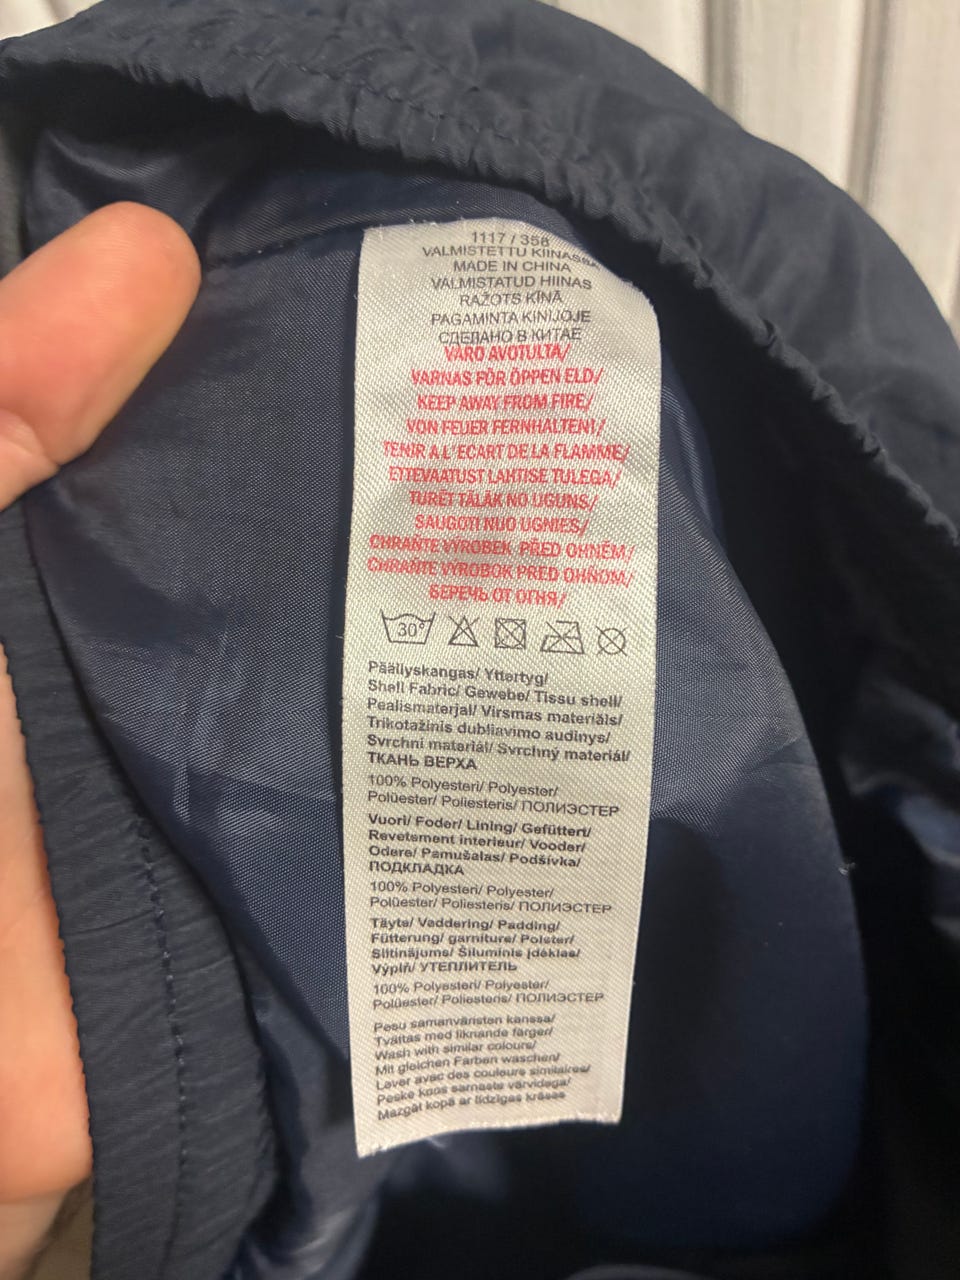 1117 / 358
VALMISTETTU KIINASSA
MADE IN CHINA
VALMISTATUD HIINAS
RAŽOTS KĪNĀ
PAGAMINTA KINIJOJE
СДЕЛАНО В КИТАЕ
VARO AVOTULTA/
VARNAS FÖR ÖPPEN ELD/
KEEP AWAY FROM FIRE/
VON FEUER FERNHALTEN!/
TENIR A L'ECART DE LA FLAMME/
ETTEVAATUST LAHTISE TULEGA/
TURĒT TĀLĀK NO UGUNS/
SAUGOTI NUO UGNIES/
CHRAŇTE VÝROBEK PŘED OHNĚM/
CHRAŇTE VÝROBOK PRED OHŇOM/
БЕРЕЧЬ ОТ ОГНЯ/
30°
Päällyskangas/ Yttertyg/
Shell Fabric/ Gewebe/ Tissu shell/
Pealismaterjal/ Virsmas materiāls/
Trikotažinis dubliavimo audinys/
Svrchní materiál/ Svrchný materiál/
ТКАНЬ ВЕРХА
100% Polyesteri/ Polyester/
Polüester/ Poliesteris/ ПОЛИЭСТЕР
Vuori/ Foder/ Lining/ Gefüttert/
Revetement interieur/ Vooder/
Odere/ Pamušalas/ Podšívka/
ПОДКЛАДКА
100% Polyesteri/ Polyester/
Polüester/ Poliesteris/ ПОЛИЭСТЕР
Täyte/ Vaddering/ Padding/
Fütterung/ garniture/ Polster/
Siltinājums/ Šiluminis įdėklas/
Výplň/ УТЕПЛИТЕЛЬ
100% Polyesteri/ Polyester/
Polüester/ Poliesteris/ ПОЛИЭСТЕР
Pesu samanväristen kanssa/
Tvättas med liknande färger/
Wash with similar colours/
Mit gleichen Farben waschen/
Laver avec des couleurs similaires/
Peske koos sarnaste värvidega/
Mazgāt kopā ar līdzīgas krāsas